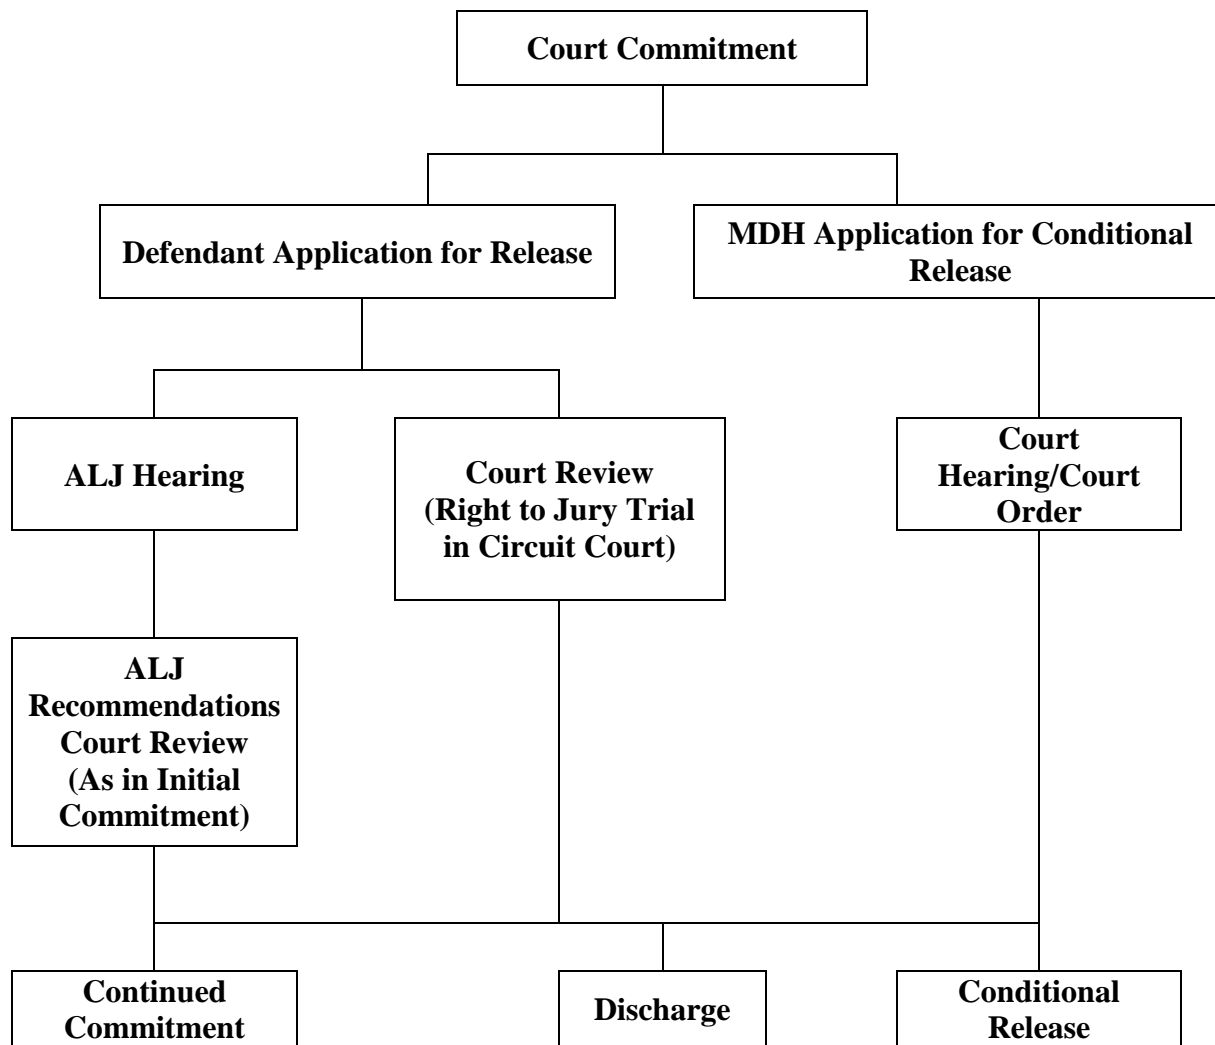 Court Commitment
Defendant Application for Release
MDH Application for Conditional
Release
ALJ Hearing
Court Review
(Right to Jury Trial
in Circuit Court)
Court
Hearing/Court
Order
ALJ
Recommendations
Court Review
(As in Initial
Commitment)
Continued
Commitment
Discharge
Conditional
Release